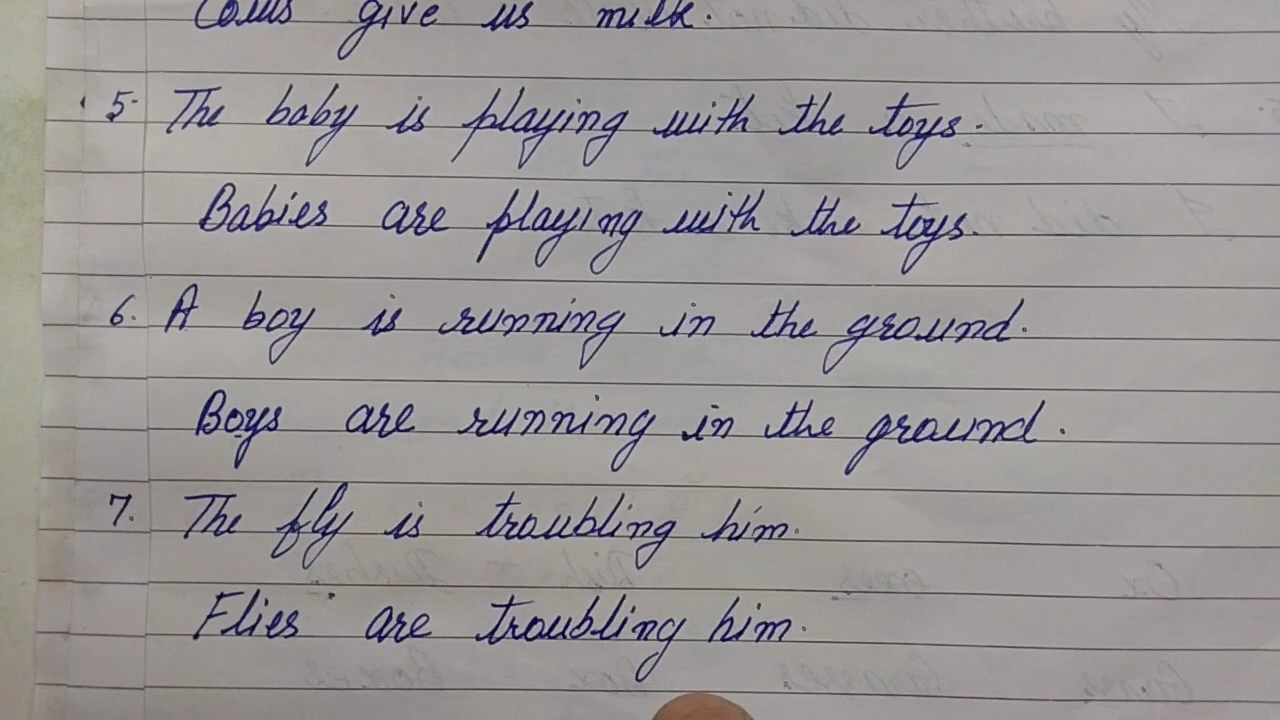 Cows give us milk.
5. The baby is playing with the toys.
Babies are playing with the toys.
6. A boy is running in the ground.
Boys are running in the ground.
7. The fly is troubling him.
Flies are troubling him.